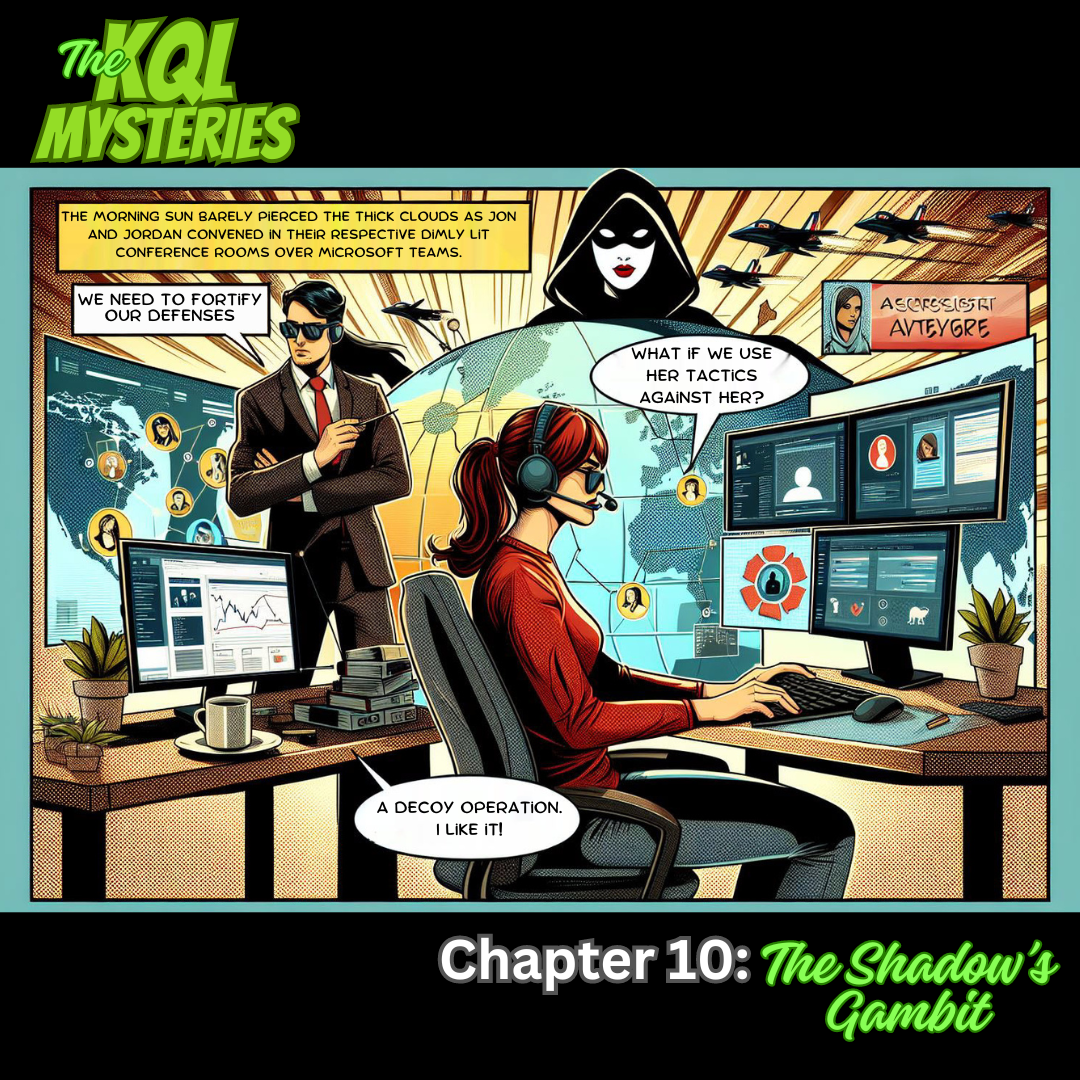 The KQL
MYSTERIES
THE MORNING SUN BARELY PIERCED THE THICK CLOUDS AS JON
AND JORDAN CONVENED IN THEIR RESPECTIVE DIMLY LIT
CONFERENCE ROOMS OVER MICROSOFT TEAMS.
WE NEED TO FORTIFY
OUR DEFENSES
WHAT IF WE USE
HER TACTICS
AGAINST HER?
A DECOY OPERATION.
I LIKE IT!
Chapter 10: The Shadow's
Gambit